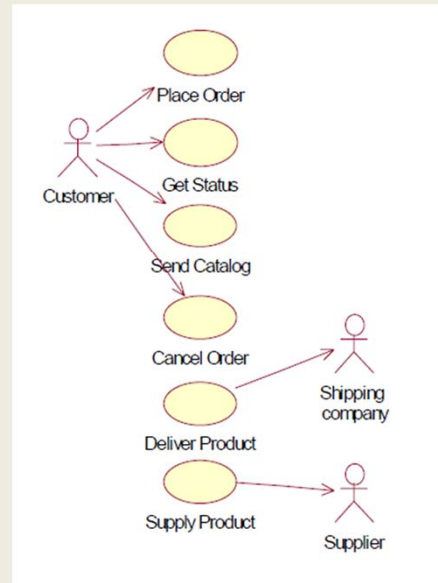 Place Order
Get Status
Customer
Send Catalog
Cancel Order
Shipping
company
Deliver Product
Supply Product
Supplier